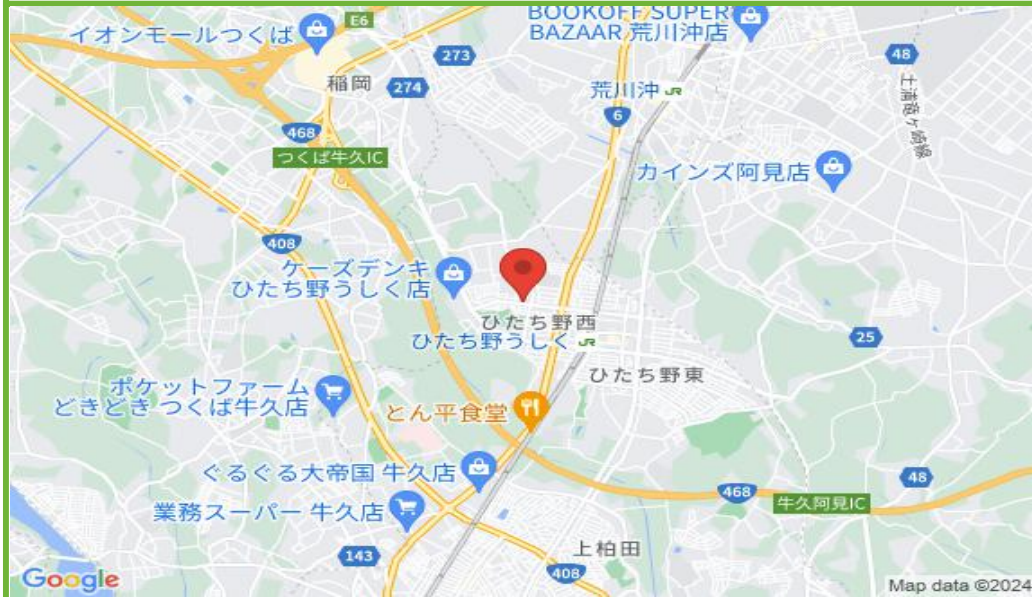 BOOKOFF SUPER
BAZAAR 荒川沖店
イオンモールつくば
E6
273
稲岡
274
荒川沖
JR
48
土浦竜ヶ崎線
6
468
つくば牛久IC
カインズ阿見店
408
ケーズデンキ
ひたち野うしく店
ひたち野西
ひたち野うしく
JR
25
ひたち野東
ポケットファーム
どきどき つくば牛久店
とん平食堂
ぐるぐる大帝国 牛久店
業務スーパー 牛久店
468
48
牛久阿見IC
143
上柏田
408
Google
Map data ©2024